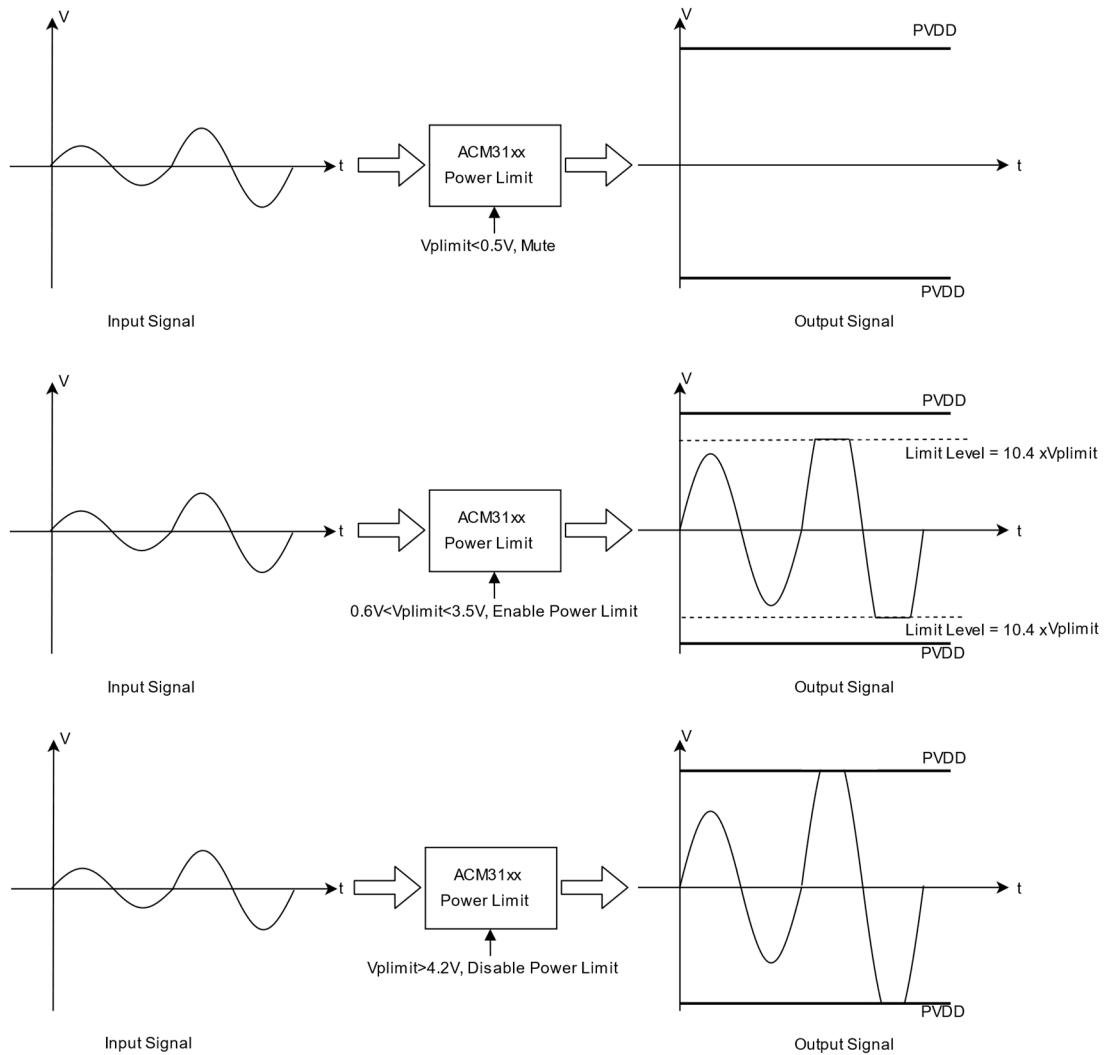 V
t
Input Signal
ACM31xx
Power Limit
Vplimit<0.5V, Mute
V
PVDD
t
PVDD
Output Signal
V
t
Input Signal
ACM31xx
Power Limit
0.6V<Vplimit<3.5V, Enable Power Limit
V
PVDD
Limit Level = 10.4 xVplimit
t
Limit Level = 10.4 xVplimit
PVDD
Output Signal
V
t
Input Signal
ACM31xx
Power Limit
Vplimit>4.2V, Disable Power Limit
V
PVDD
t
PVDD
Output Signal